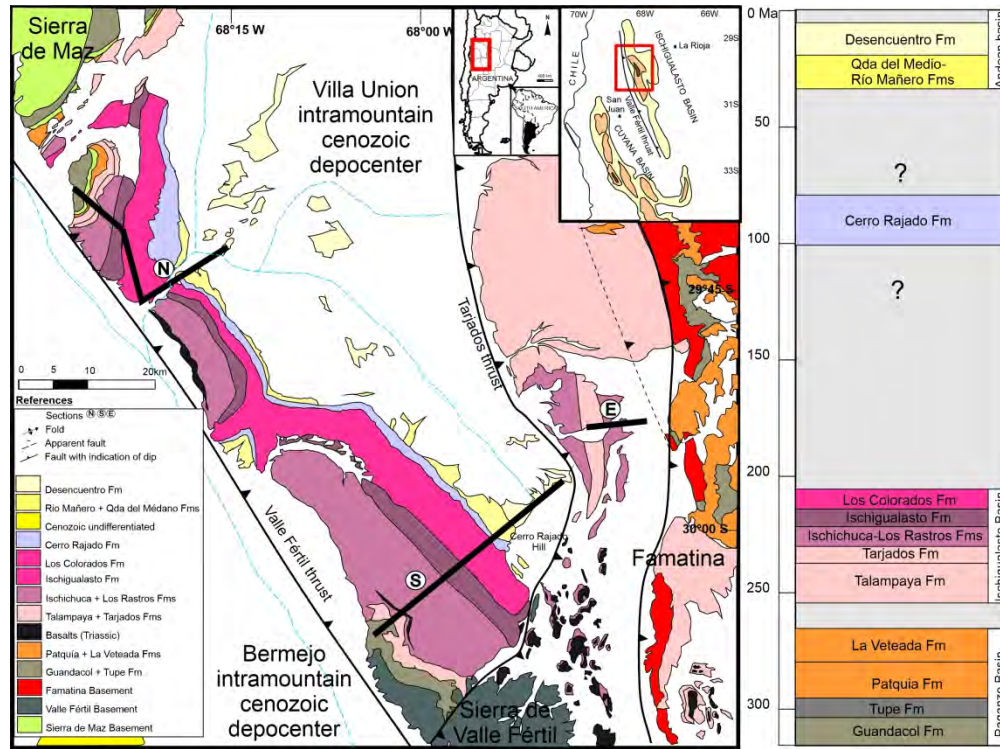 Sierra
de Maz
68°15 W
68°00 W
Villa Union
intramountain
cenozoic
depocenter
N
ARGENTINA
SOUTH AMERICA
70W
68W
66W
29S
31S
33S
CHILE
La Rioja
ISCHIGUALASTO BASIN
San
Juan
Valle Fértil thrust
CUYANA BASIN
N
Tarjados thrust
29°45 S
E
0 5 10 20km
References
Sections N S E
Fold
Apparent fault
Fault with indication of dip
Desencuentro Fm
Rio Mañero + Qda del Médano Fms
Cenozoic undifferentiated
Cerro Rajado Fm
Los Colorados Fm
Ischigualasto Fm
Ischichuca + Los Rastros Fms
Talampaya + Tarjados Fms
Basalts (Triassic)
Patquía + La Veteada Fms
Guandacol + Tupe Fm
Famatina Basement
Valle Fértil Basement
Sierra de Maz Basement
Valle Fértil thrust
S
Cerro Rajado
Hill
30°00 S
Famatina
Bermejo
intramountain
cenozoic
depocenter
Sierra de
Valle Fértil
0 Ma
50
100
150
200
250
300
Desencuentro Fm
Qda del Medio-
Río Mañero Fms
?
Cerro Rajado Fm
?
Los Colorados Fm
Ischigualasto Fm
Ischichuca-Los Rastros Fms
Tarjados Fm
Talampaya Fm
La Veteada Fm
Patquia Fm
Tupe Fm
Guandacol Fm